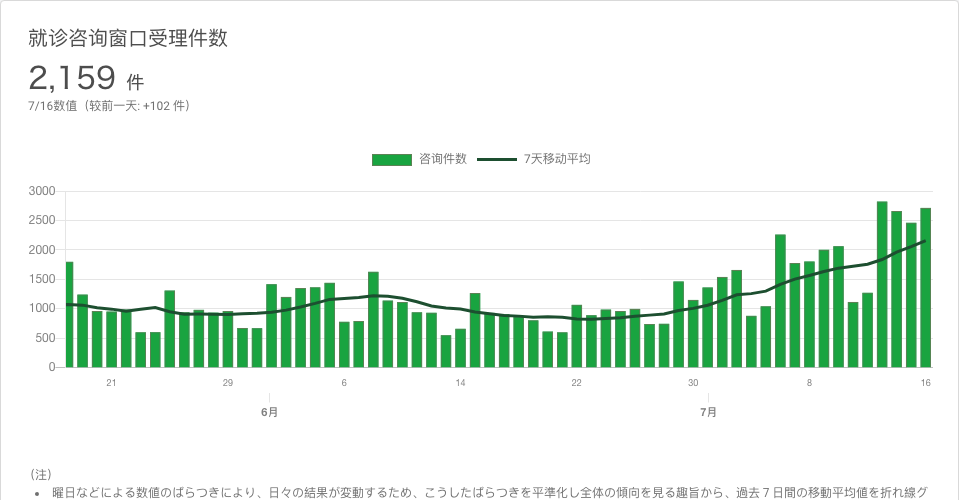 就诊咨询窗口受理件数
2,159 件
7/16数值（较前一天: +102 件）
咨询件数 7天移动平均
3000
2500
2000
1500
1000
500
0
21 29 6 14 22 30 8 16
6月 7月
（注）
• 曜日などによる数値のばらつきにより、日々の結果が変動するため、こうしたばらつきを平準化し全体の傾向を見る趣旨から、過去７日間の移動平均値を折れ線グ